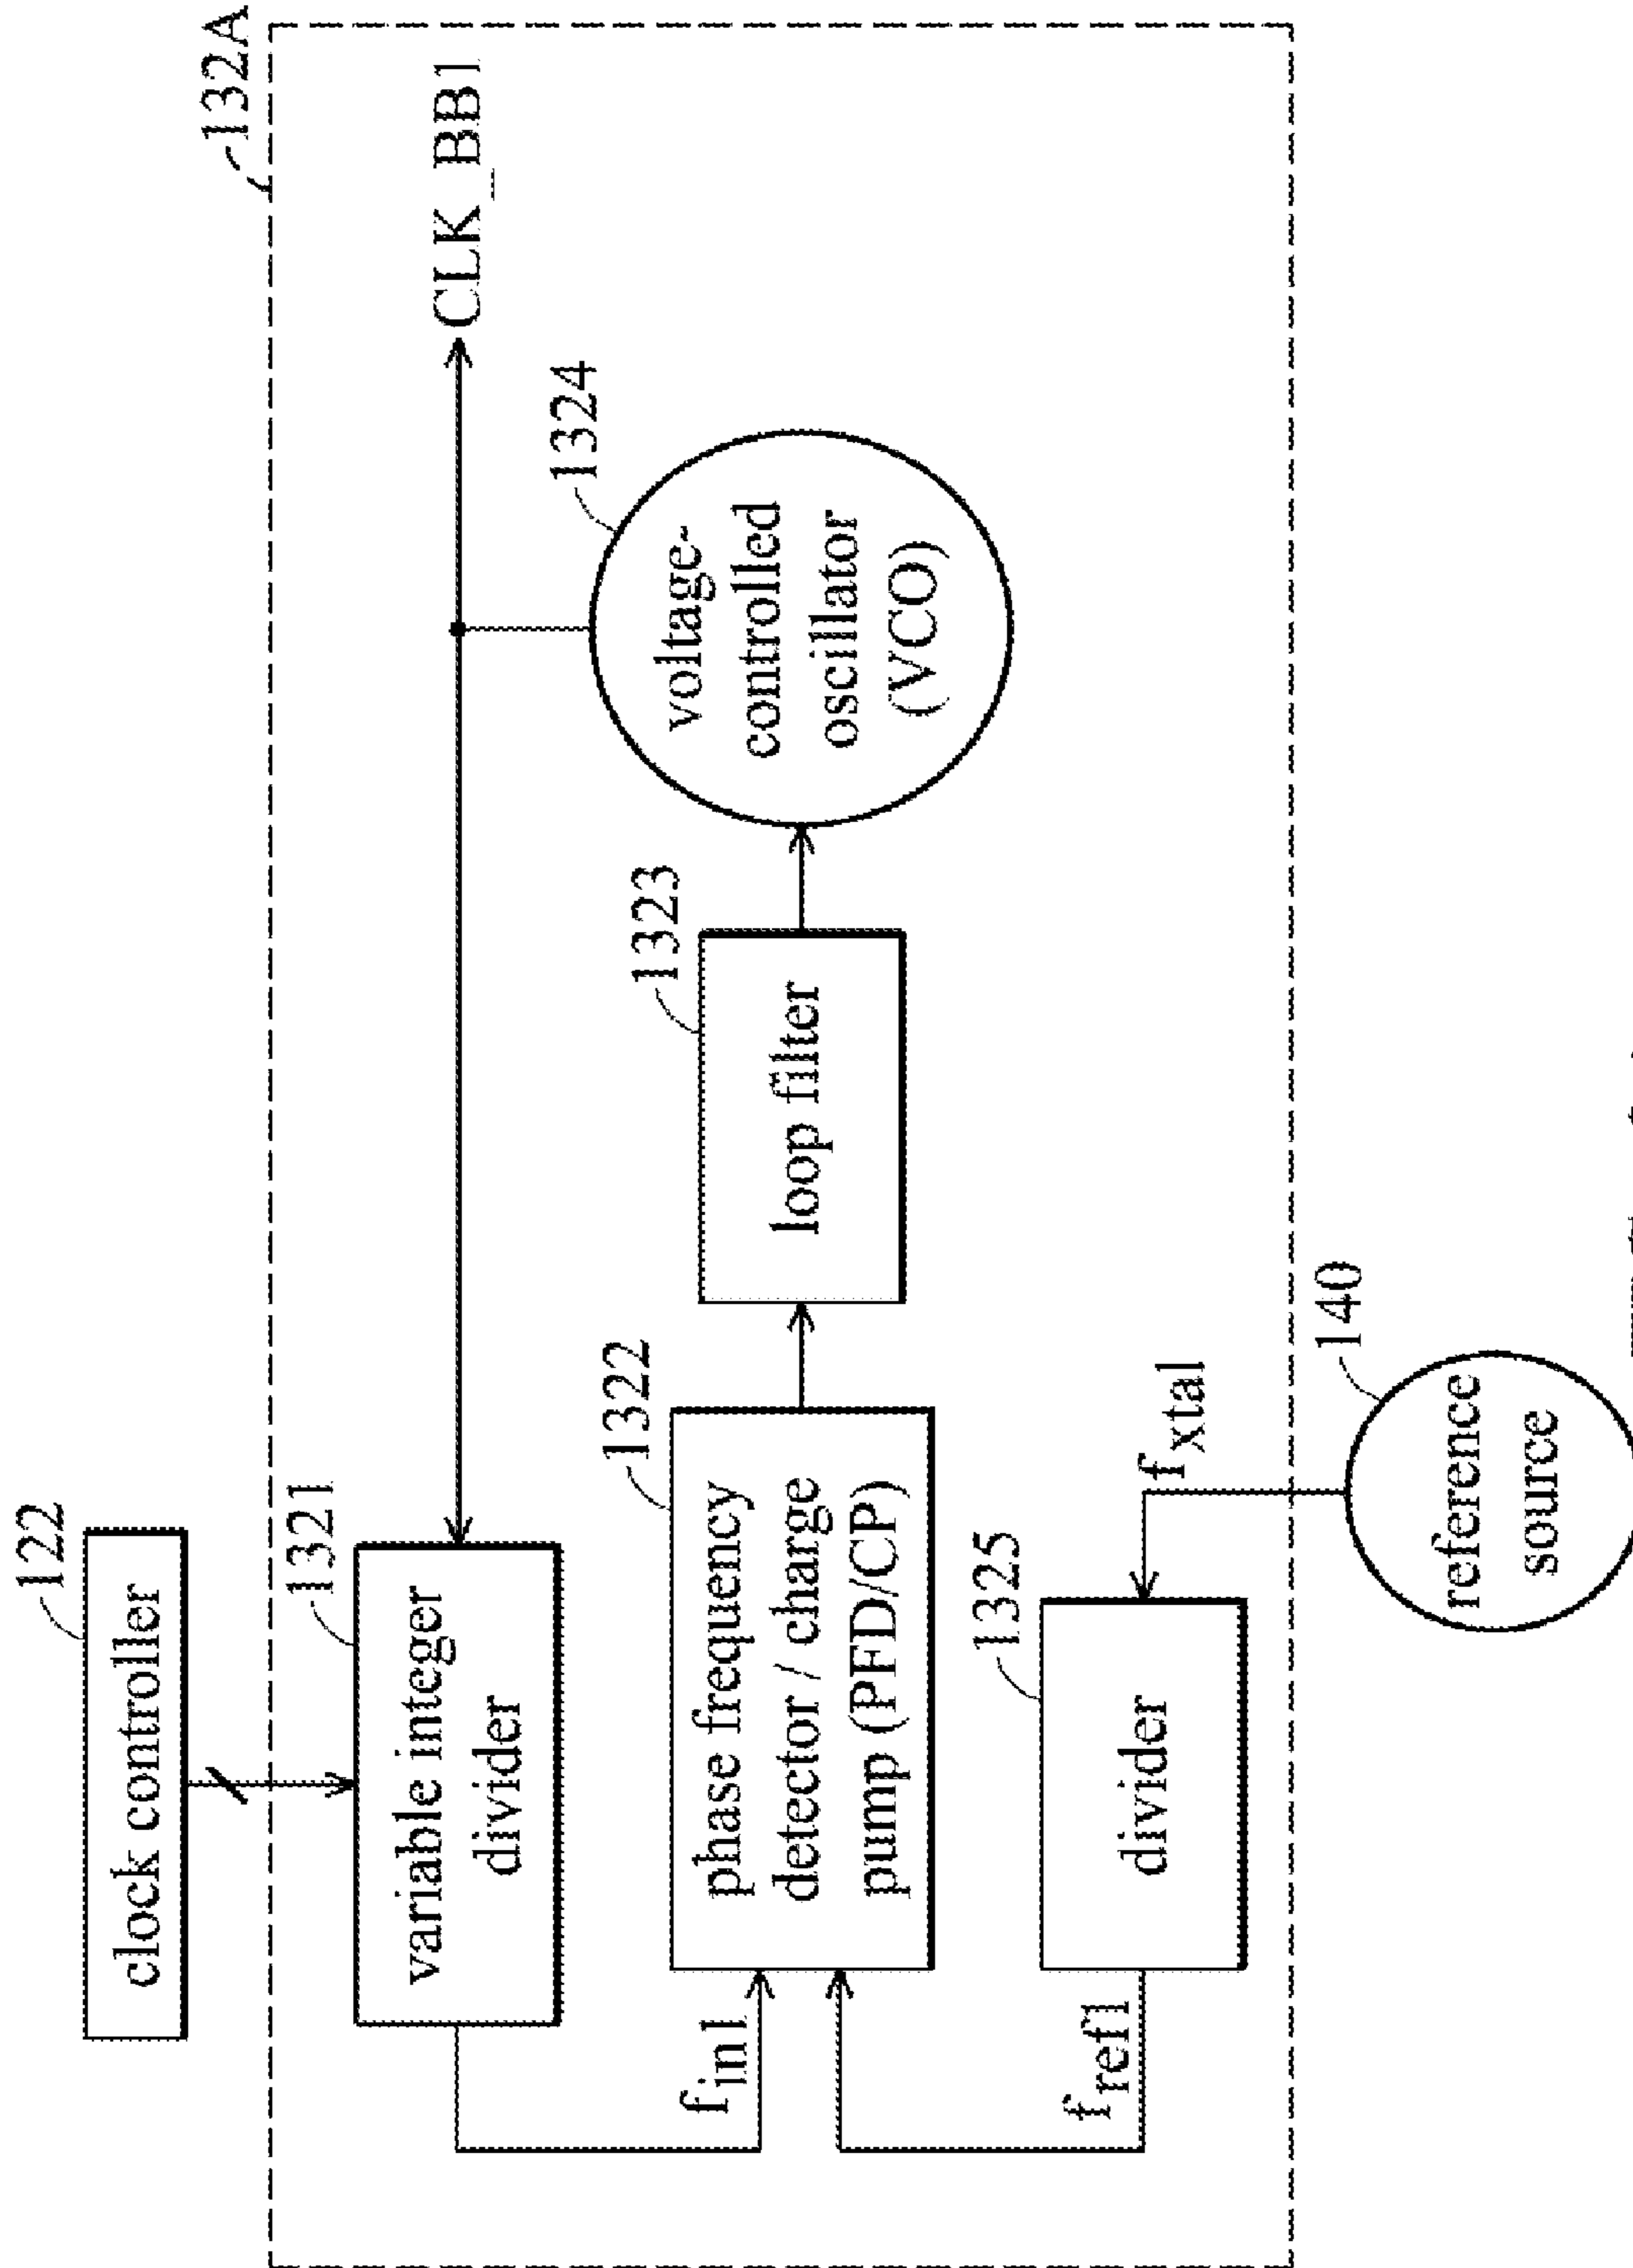 132A
122
clock controller
CLK_BB1
1321
variable integer
divider
1324
voltage-
controlled
oscillator
(VCO)
1323
loop filter
1322
phase frequency
detector / charge
pump (PFD/CP)
f_in1
f_ref1
1325
divider
f_xtal
140
reference
source